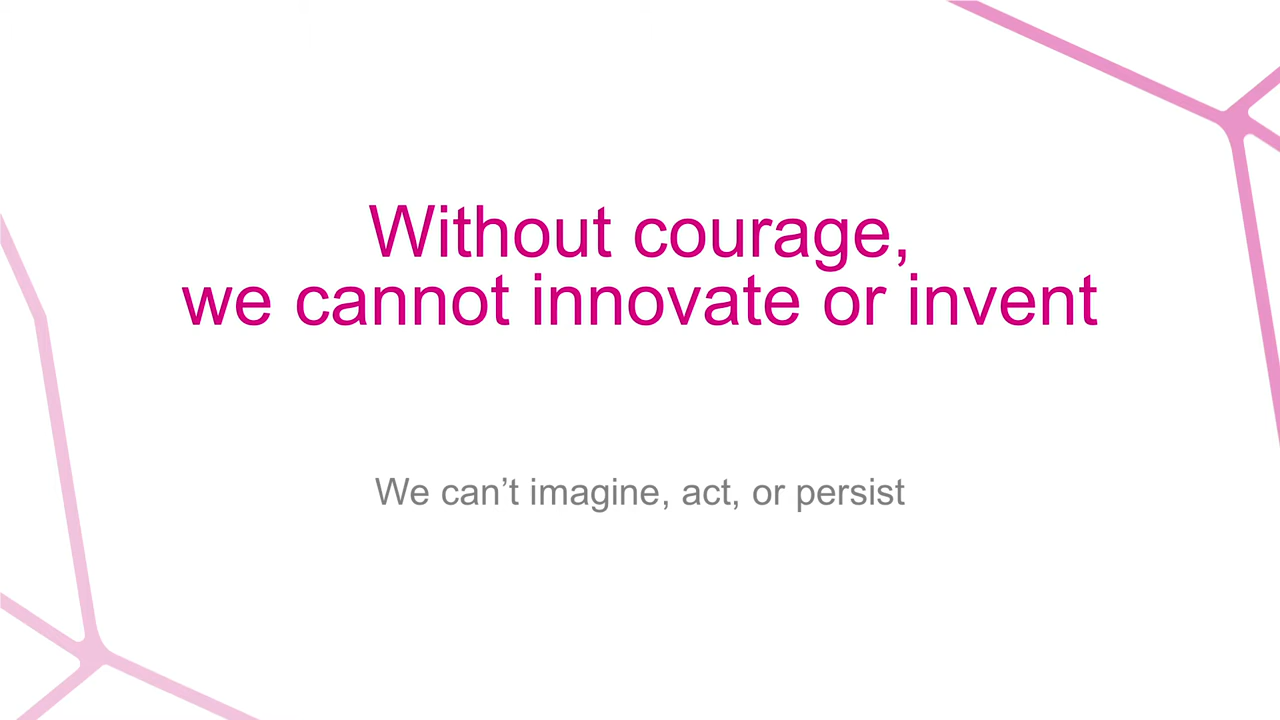 Without courage,
we cannot innovate or invent
We can’t imagine, act, or persist